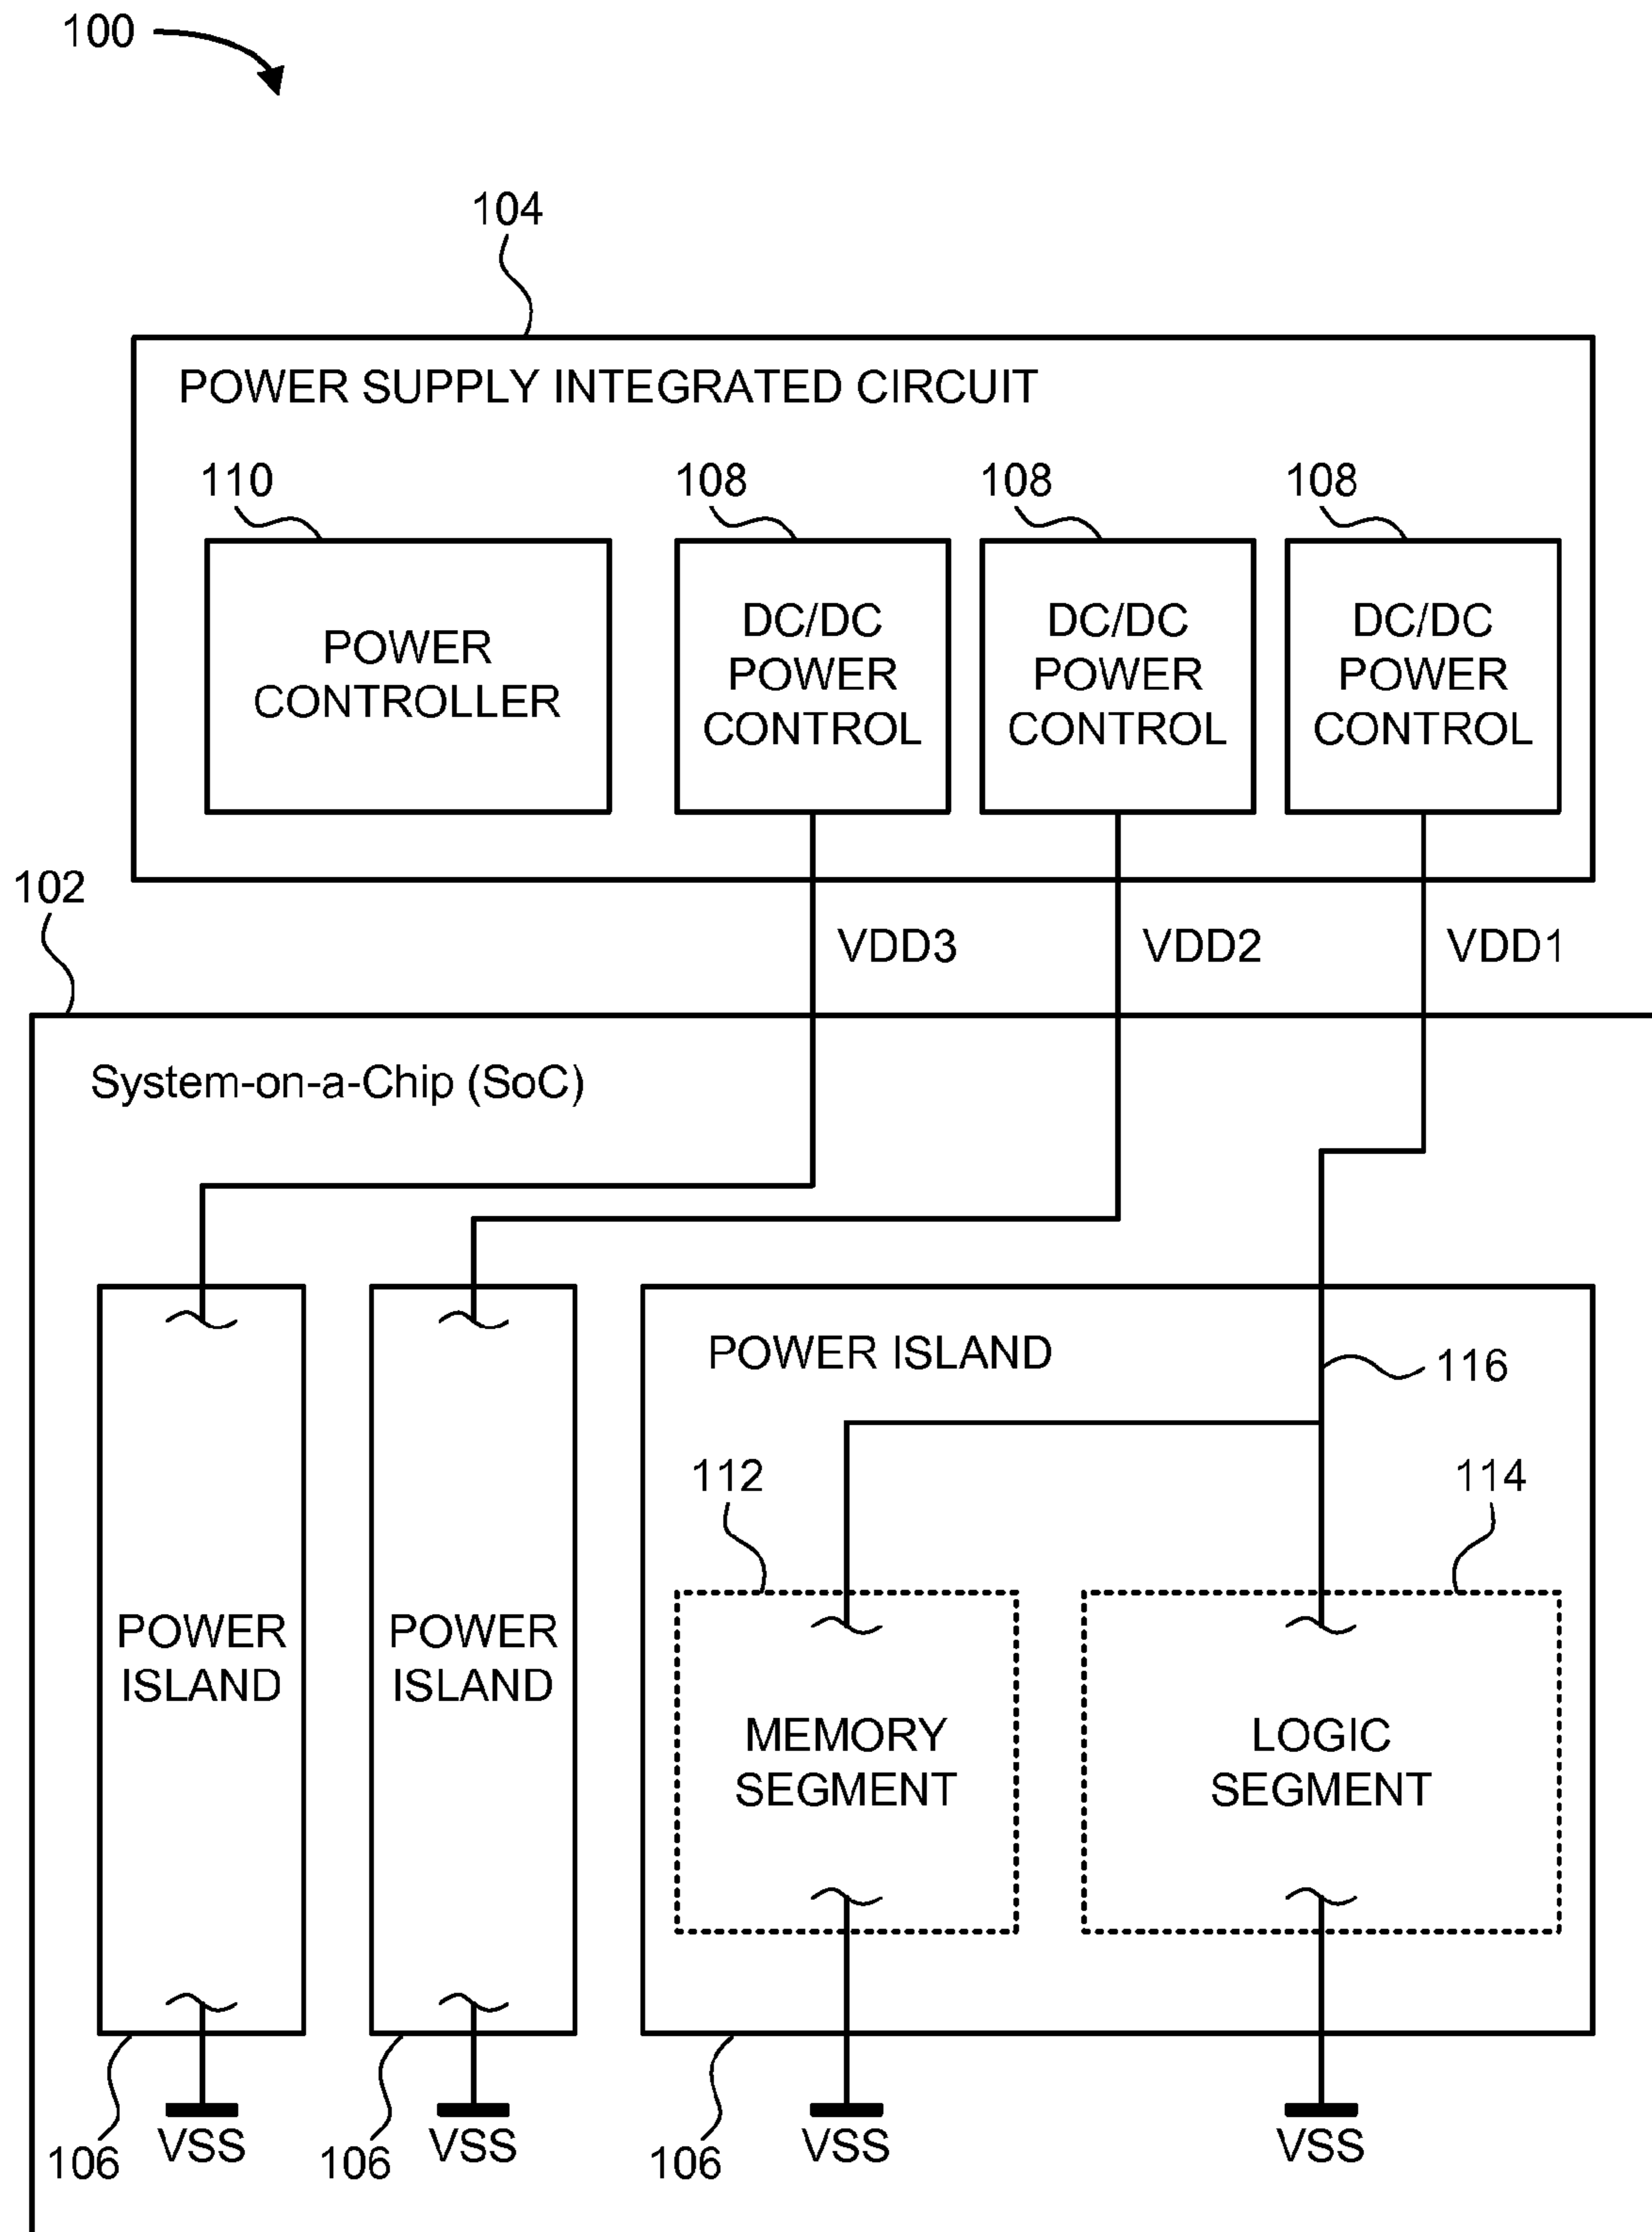 100
104
POWER SUPPLY INTEGRATED CIRCUIT
110
108
108
108
POWER
CONTROLLER
DC/DC
POWER
CONTROL
DC/DC
POWER
CONTROL
DC/DC
POWER
CONTROL
102
VDD3
VDD2
VDD1
System-on-a-Chip (SoC)
POWER ISLAND
116
112
114
POWER
ISLAND
POWER
ISLAND
MEMORY
SEGMENT
LOGIC
SEGMENT
106
VSS
106
VSS
106
VSS
VSS